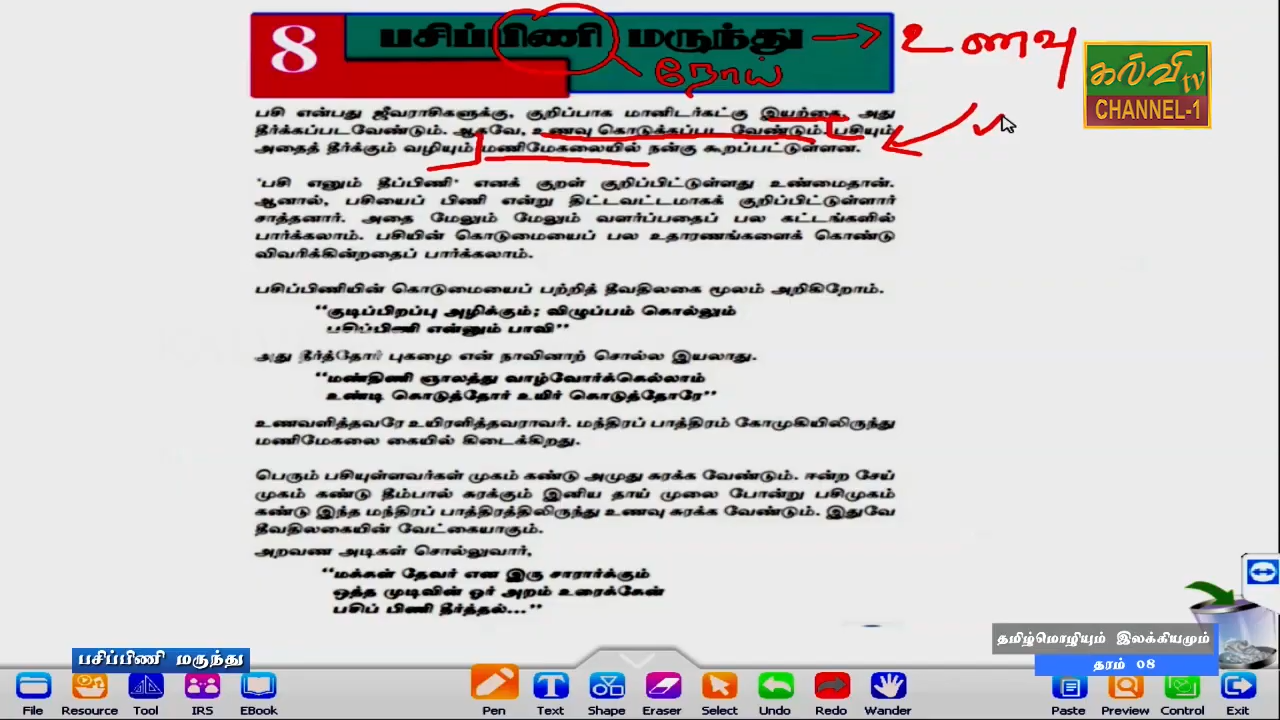 8
பசிப்பிணி மருந்து
உணவு
நோய்
கல்வி tv
CHANNEL-1
பசி என்பது ஜீவராசிகளுக்கு, குறிப்பாக மானிடர்கட்கு இயற்கை. அது
தீர்க்கப்படவேண்டும். ஆகவே, உணவு கொடுக்கப்பட வேண்டும். பசியும்
அதைத் தீர்க்கும் வழியும் மணிமேகலையில் நன்கு கூறப்பட்டுள்ளன.
'பசி எனும் தீப்பிணி' எனக் குறள் குறிப்பிட்டுள்ளது உண்மைதான்.
ஆனால், பசியைப் பிணி என்று திட்டவட்டமாகக் குறிப்பிட்டுள்ளார்
சாத்தனார். அதை மேலும் மேலும் வளர்ப்பதைப் பல கட்டங்களில்
பார்க்கலாம். பசியின் கொடுமையைப் பல உதாரணங்களைக் கொண்டு
விவரிக்கின்றதைப் பார்க்கலாம்.
பசிப்பிணியின் கொடுமையைப் பற்றித் தீவதிலகை மூலம் அறிகிறோம்.
“குடிப்பிறப்பு அழிக்கும்; விழுப்பம் கொல்லும்
பசிப்பிணி என்னும் பாவி”
அது தீர்த்தோர் புகழை என் நாவினாற் சொல்ல இயலாது.
“மண்திணி ஞாலத்து வாழ்வோர்க்கெல்லாம்
உண்டி கொடுத்தோர் உயிர் கொடுத்தோரே”
உணவளித்தவரே உயிரளித்தவராவர். மந்திரப் பாத்திரம் கோமுகியிலிருந்து
மணிமேகலை கையில் கிடைக்கிறது.
பெரும் பசியுள்ளவர்கள் முகம் கண்டு அமுது சுரக்க வேண்டும். ஈன்ற சேய்
முகம் கண்டு தீம்பால் சுரக்கும் இனிய தாய் முலை போன்று பசிமுகம்
கண்டு இந்த மந்திரப் பாத்திரத்திலிருந்து உணவு சுரக்க வேண்டும். இதுவே
தீவதிலகையின் வேட்கையாகும்.
அறவண அடிகள் சொல்லுவார்,
“மக்கள் தேவர் என இரு சாரார்க்கும்
ஒத்த முடிவின் ஓர் அறம் உரைக்கேன்
பசிப் பிணி தீர்த்தல்...”
தமிழ்மொழியும் இலக்கியமும்
தரம் 08
பசிப்பிணி மருந்து
File Resource Tool IRS EBook Pen Text Shape Eraser Select Undo Redo Wander Paste Preview Control Exit